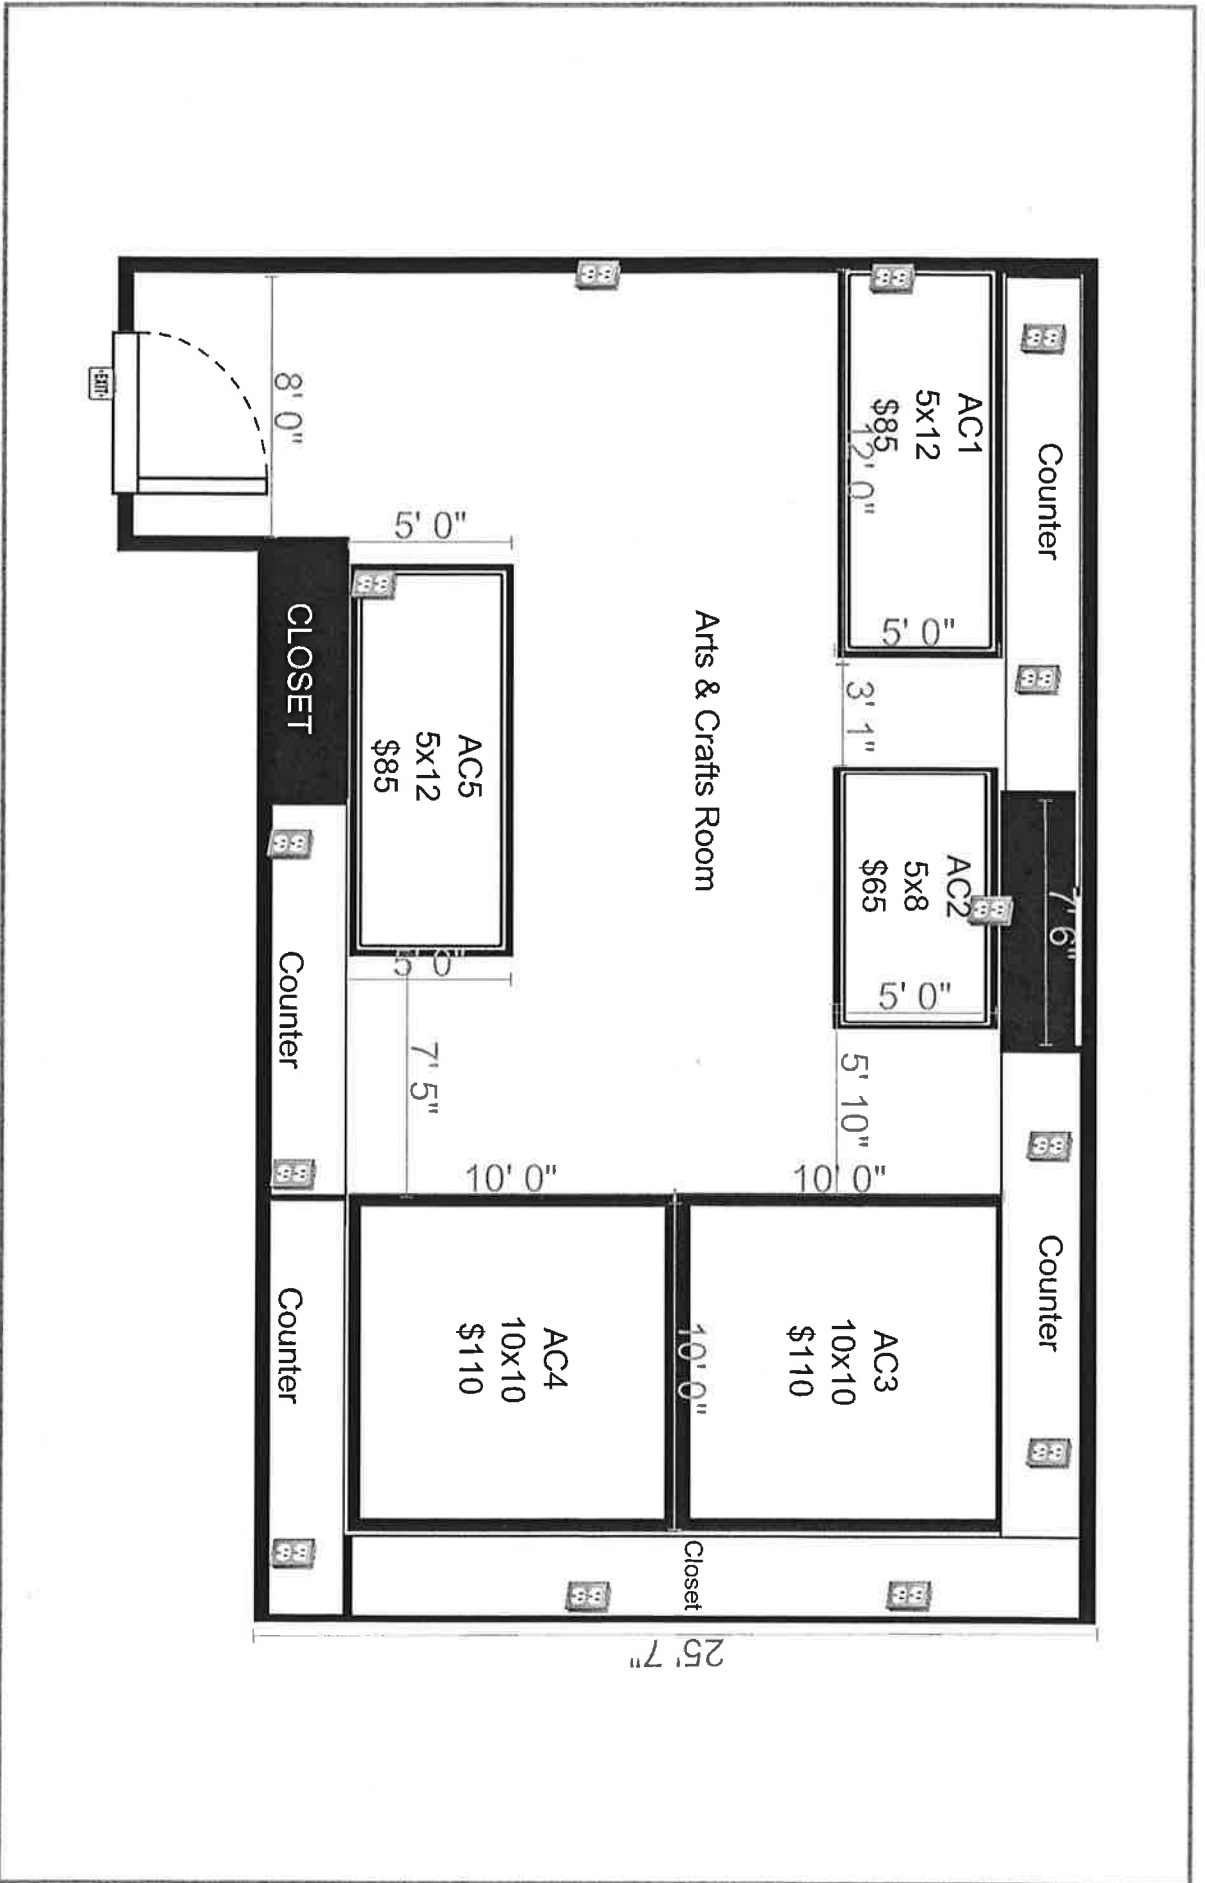 Counter
7' 6"
Counter
AC1
5x12
$85
12' 0"
5' 0"
3' 1"
AC2
5x8
$65
5' 0"
5' 10"
10' 0"
AC3
10x10
$110
Arts & Crafts Room
10' 0"
25' 7"
Closet
5' 0"
AC5
5x12
$85
5' 0"
7' 5"
10' 0"
AC4
10x10
$110
8' 0"
CLOSET
Counter
Counter
EXIT